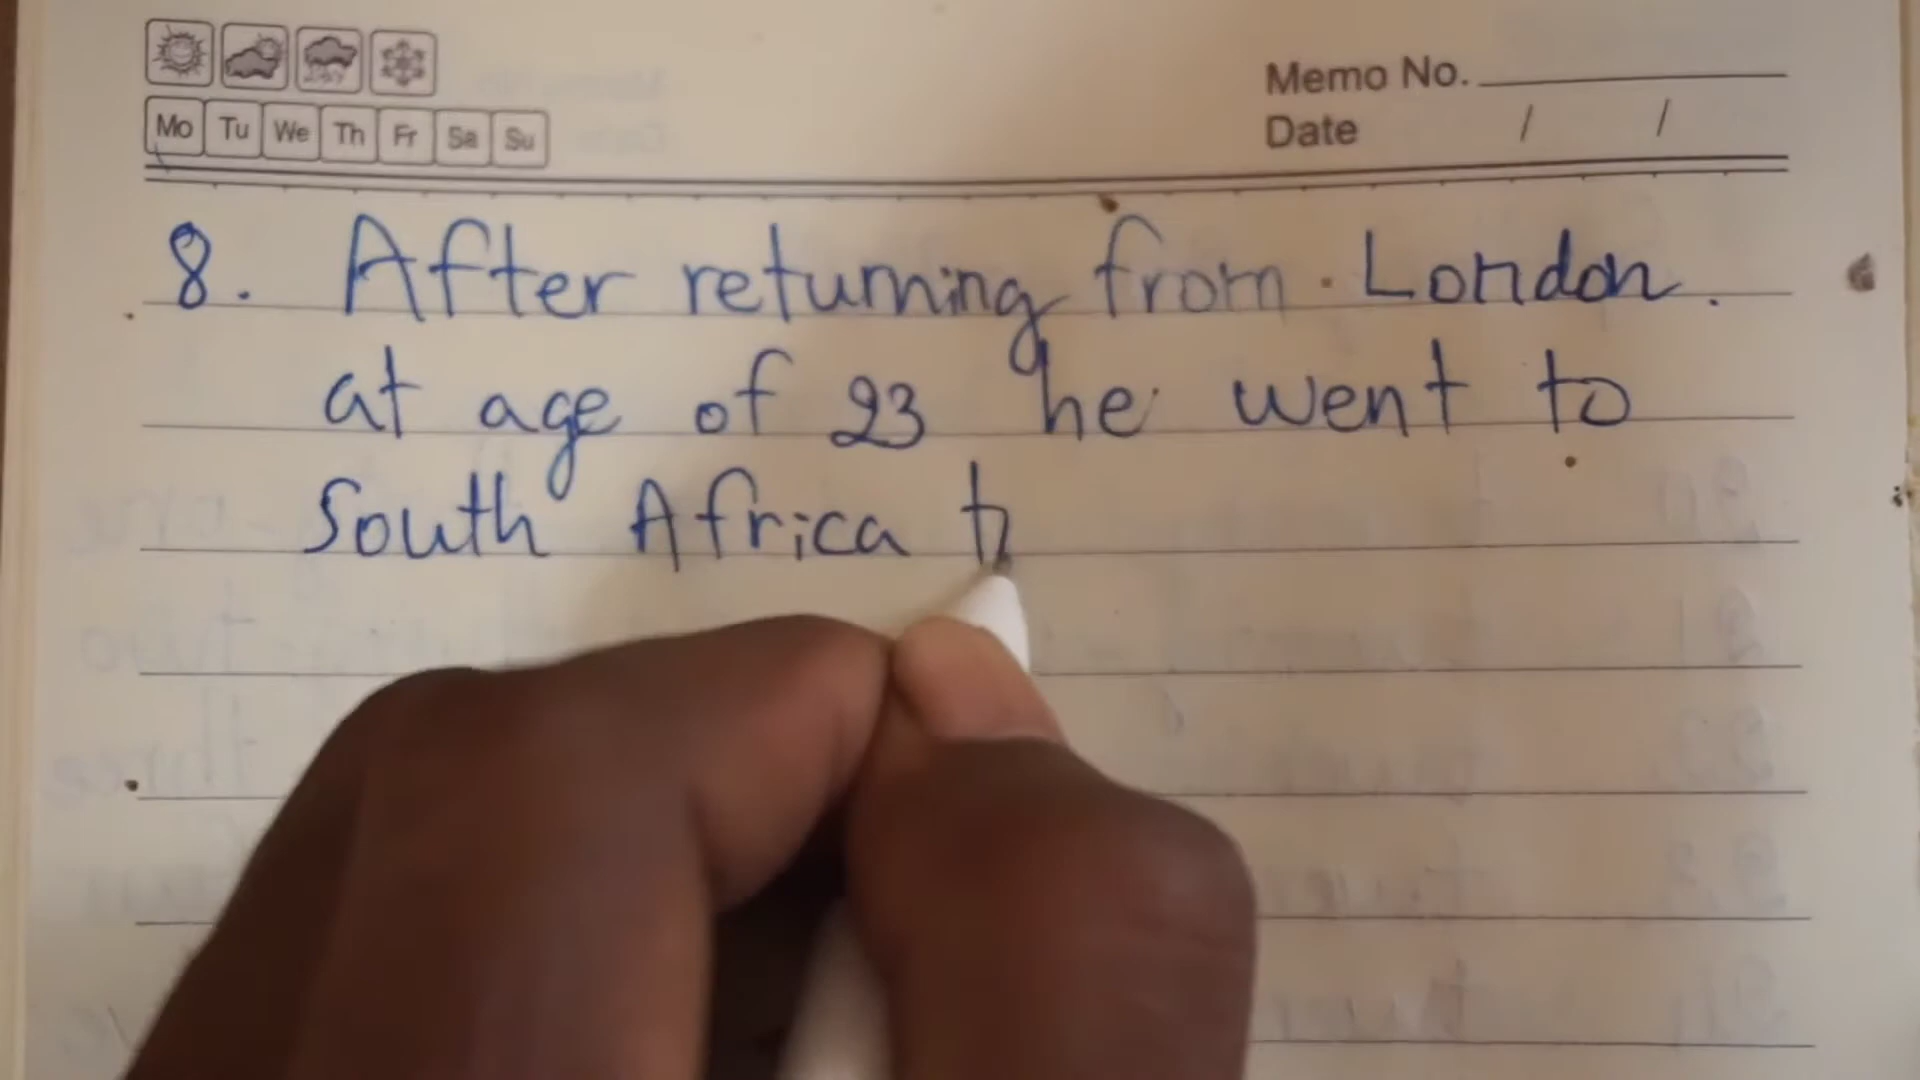 Memo No.
Mo Tu We Th Fr Sa Su
Date / /
8. After returning from London.
at age of 23 he went to
South Africa